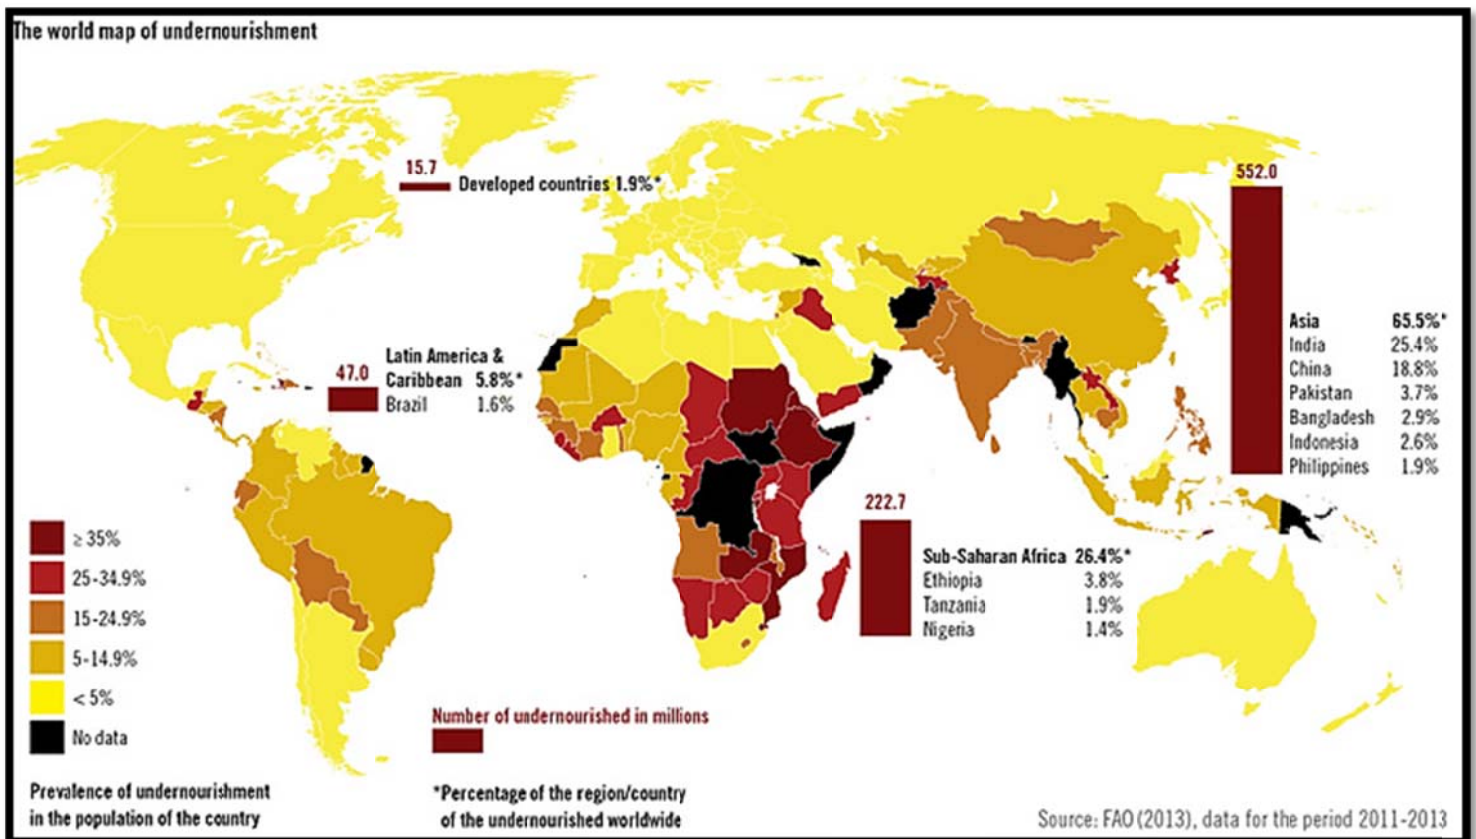 The world map of undernourishment
15.7
Developed countries 1.9%*
552.0
Asia 65.5%*
India 25.4%
China 18.8%
Pakistan 3.7%
Bangladesh 2.9%
Indonesia 2.6%
Philippines 1.9%
47.0
Latin America &
Caribbean 5.8%*
Brazil 1.6%
222.7
Sub-Saharan Africa 26.4%*
Ethiopia 3.8%
Tanzania 1.9%
Nigeria 1.4%
≥ 35%
25-34.9%
15-24.9%
5-14.9%
< 5%
No data
Number of undernourished in millions
Prevalence of undernourishment
in the population of the country
*Percentage of the region/country
of the undernourished worldwide
Source: FAO (2013), data for the period 2011-2013